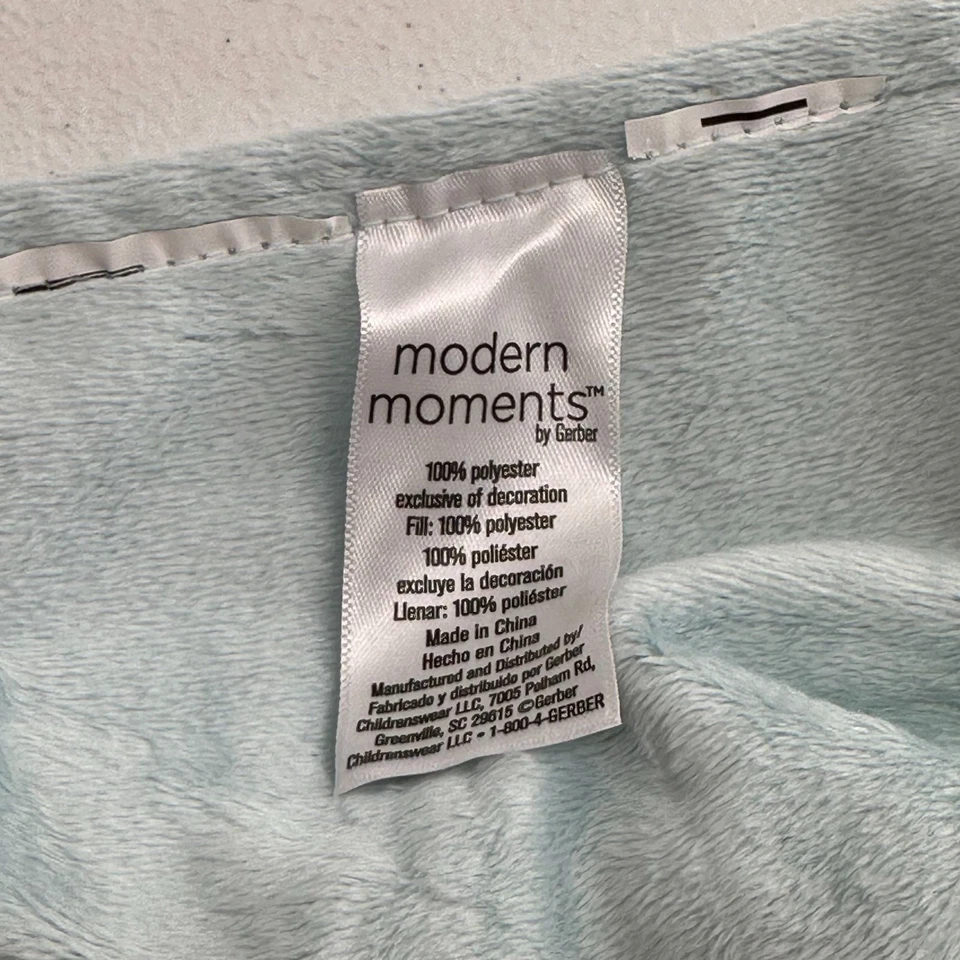 modern
moments™
by Gerber
100% polyester
exclusive of decoration
Fill: 100% polyester
100% poliéster
excluye la decoración
Llenar: 100% poliéster
Made in China
Hecho en China
Manufactured and Distributed by/
Fabricado y distribuido por Gerber
Childrenswear LLC, 7005 Pelham Rd,
Greenville, SC 29615 ©Gerber
Childrenswear LLC • 1-800-4-GERBER